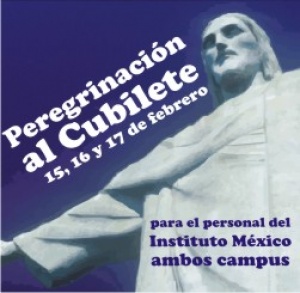 Peregrinación
al Cubilete
15, 16 y 17 de febrero
para el personal del
Instituto México
ambos campus